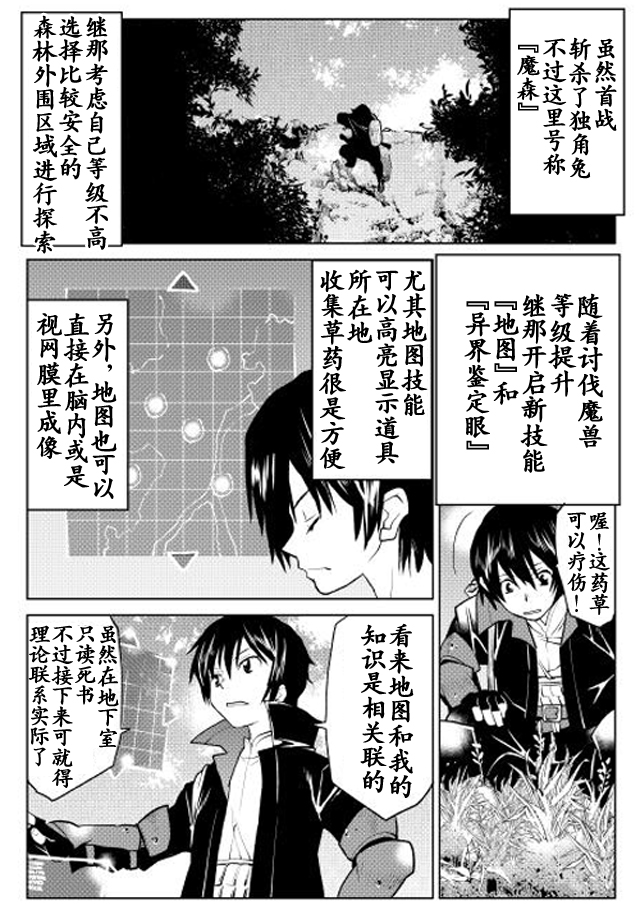 虽然首战
斩杀了独角兔
不过这里号称
『魔森』
继那考虑自己等级不高
选择比较安全的
森林外围区域进行探索
随着讨伐魔兽
等级提升
继那开启新技能
『地图』和
『异界鉴定眼』
尤其地图技能
可以高亮显示道具
所在地
收集草药很是方便
另外，地图也可以
直接在脑内或是
视网膜里成像
喔！这药草
可以疗伤！
看来地图和我的
知识是相关联的
虽然在地下室
只读死书
不过接下来可就得
理论联系实际了